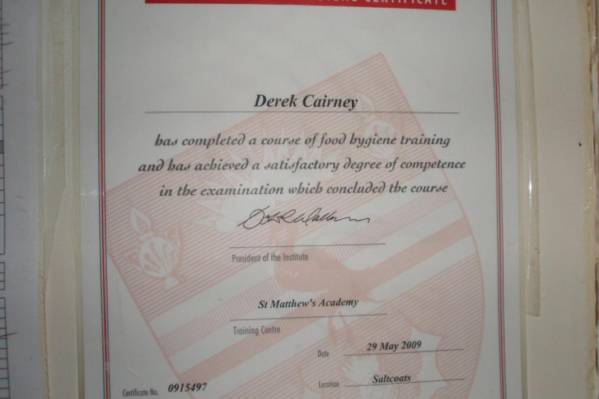 CERTIFICATE
Derek Cairney
has completed a course of food hygiene training
and has achieved a satisfactory degree of competence
in the examination which concluded the course
President of the Institute
St Matthew's Academy
Training Centre
Date 29 May 2009
Certificate No. 0915497
Location Saltcoats